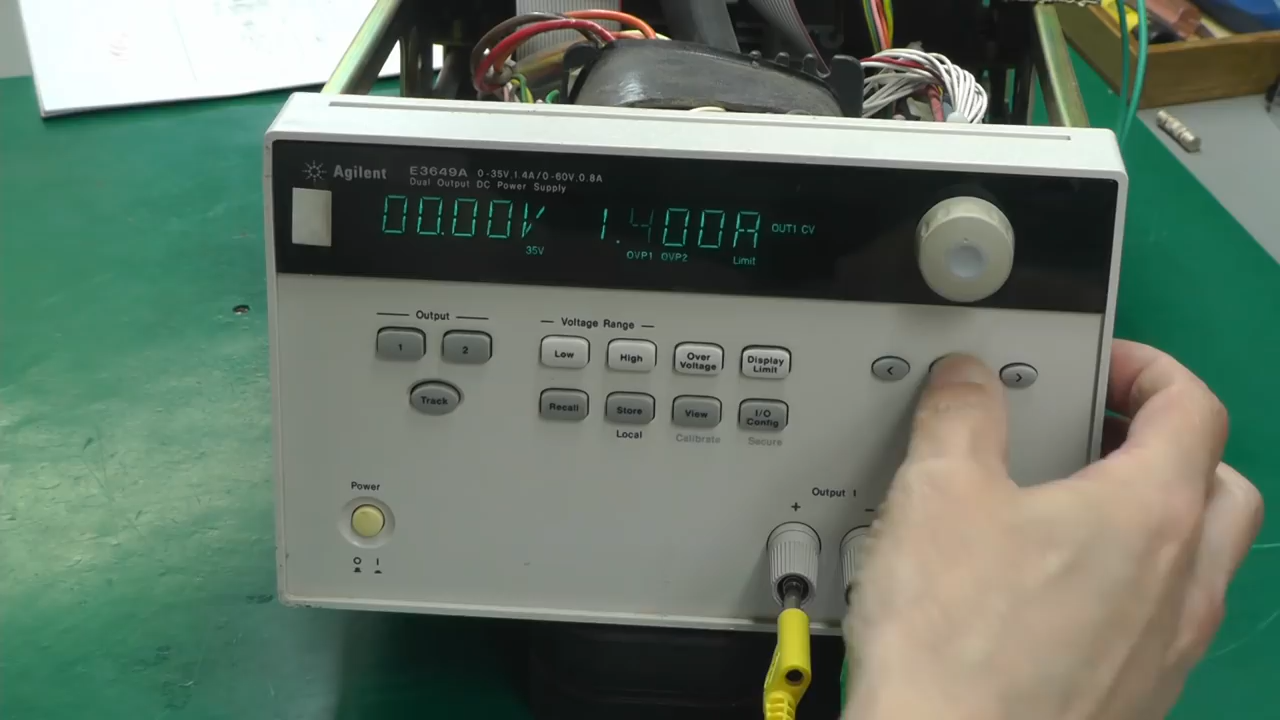 Agilent E3649A 0-35V,1.4A/0-60V,0.8A
Dual Output DC Power Supply
00.00V 1.400A OUT1 CV
35V OVP1 OVP2 Limit
Output
1 2
Track
Voltage Range
Low High Over Voltage Display Limit
Recall Store View I/O Config
Local Calibrate Secure
< >
Power
O I
Output 1
+ −